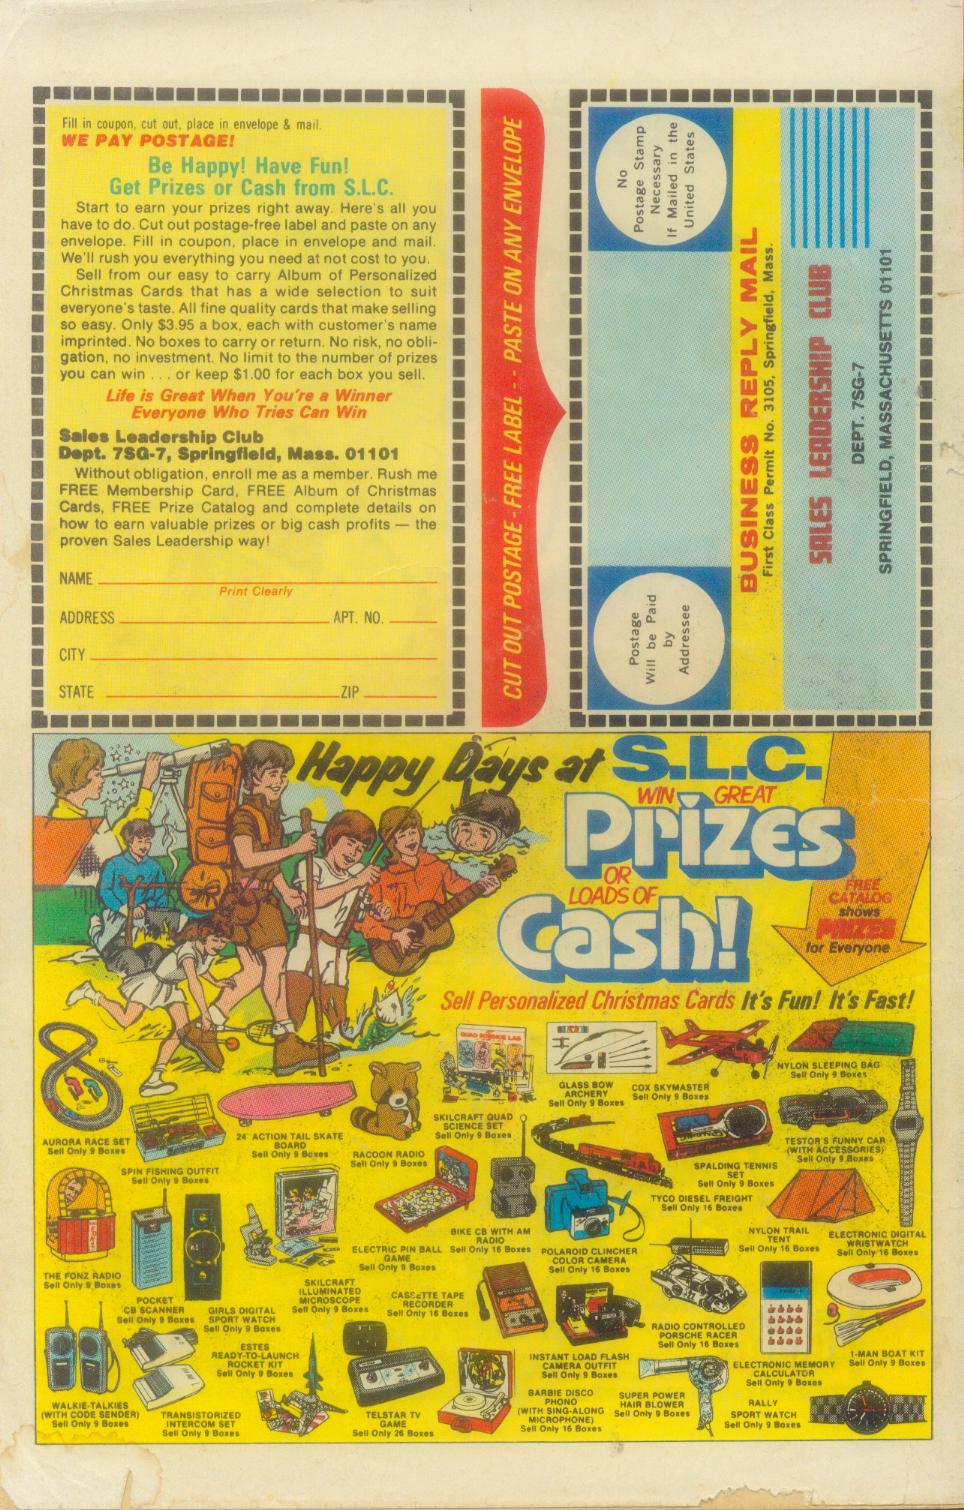 Fill in coupon, cut out, place in envelope & mail.
WE PAY POSTAGE!
Be Happy! Have Fun!
Get Prizes or Cash from S.L.C.
Start to earn your prizes right away. Here's all you
have to do. Cut out postage-free label and paste on any
envelope. Fill in coupon, place in envelope and mail.
We'll rush you everything you need at not cost to you.
Sell from our easy to carry Album of Personalized
Christmas Cards that has a wide selection to suit
everyone's taste. All fine quality cards that make selling
so easy. Only $3.95 a box, each with customer's name
imprinted. No boxes to carry or return. No risk, no obli-
gation, no investment. No limit to the number of prizes
you can win . . . or keep $1.00 for each box you sell.
Life is Great When You're a Winner
Everyone Who Tries Can Win
Sales Leadership Club
Dept. 7SG-7, Springfield, Mass. 01101
Without obligation, enroll me as a member. Rush me
FREE Membership Card, FREE Album of Christmas
Cards, FREE Prize Catalog and complete details on
how to earn valuable prizes or big cash profits — the
proven Sales Leadership way!
NAME
Print Clearly
ADDRESS APT. NO.
CITY
STATE ZIP
CUT OUT POSTAGE-FREE LABEL -- PASTE ON ANY ENVELOPE
No
Postage Stamp
Necessary
If Mailed in the
United States
Postage
Will be Paid
by
Addressee
BUSINESS REPLY MAIL
First Class Permit No. 3105, Springfield, Mass.
SALES LEADERSHIP CLUB
DEPT. 7SG-7
SPRINGFIELD, MASSACHUSETTS 01101
Happy Days at S.L.C.
WIN GREAT
Prizes
OR
LOADS OF
Cash!
FREE
CATALOG
shows
PRIZES
for Everyone
Sell Personalized Christmas Cards It's Fun! It's Fast!
AURORA RACE SET
Sell Only 9 Boxes
SPIN FISHING OUTFIT
Sell Only 9 Boxes
24" ACTION TAIL SKATE
BOARD
Sell Only 9 Boxes
RACOON RADIO
Sell Only 9 Boxes
SKILCRAFT QUAD
SCIENCE SET
Sell Only 9 Boxes
GLASS BOW
ARCHERY
Sell Only 9 Boxes
COX SKYMASTER
Sell Only 9 Boxes
NYLON SLEEPING BAG
Sell Only 9 Boxes
TESTOR'S FUNNY CAR
(WITH ACCESSORIES)
Sell Only 9 Boxes
SPALDING TENNIS
SET
Sell Only 9 Boxes
TYCO DIESEL FREIGHT
Sell Only 16 Boxes
NYLON TRAIL
TENT
Sell Only 16 Boxes
ELECTRONIC DIGITAL
WRISTWATCH
Sell Only 16 Boxes
THE FONZ RADIO
Sell Only 9 Boxes
POCKET
CB SCANNER
Sell Only 9 Boxes
GIRLS DIGITAL
SPORT WATCH
Sell Only 9 Boxes
SKILCRAFT
ILLUMINATED
MICROSCOPE
Sell Only 9 Boxes
ELECTRIC PIN BALL
GAME
Sell Only 9 Boxes
BIKE CB WITH AM
RADIO
Sell Only 16 Boxes
POLAROID CLINCHER
COLOR CAMERA
Sell Only 16 Boxes
CASSETTE TAPE
RECORDER
Sell Only 16 Boxes
RADIO CONTROLLED
PORSCHE RACER
Sell Only 16 Boxes
1-MAN BOAT KIT
Sell Only 9 Boxes
WALKIE-TALKIES
(WITH CODE SENDER)
Sell Only 9 Boxes
TRANSISTORIZED
INTERCOM SET
Sell Only 9 Boxes
ESTES
READY-TO-LAUNCH
ROCKET KIT
Sell Only 9 Boxes
TELSTAR TV
GAME
Sell Only 26 Boxes
INSTANT LOAD FLASH
CAMERA OUTFIT
Sell Only 9 Boxes
BARBIE DISCO
PHONO
(WITH SING-ALONG
MICROPHONE)
Sell Only 16 Boxes
SUPER POWER
HAIR BLOWER
Sell Only 9 Boxes
ELECTRONIC MEMORY
CALCULATOR
Sell Only 9 Boxes
RALLY
SPORT WATCH
Sell Only 9 Boxes